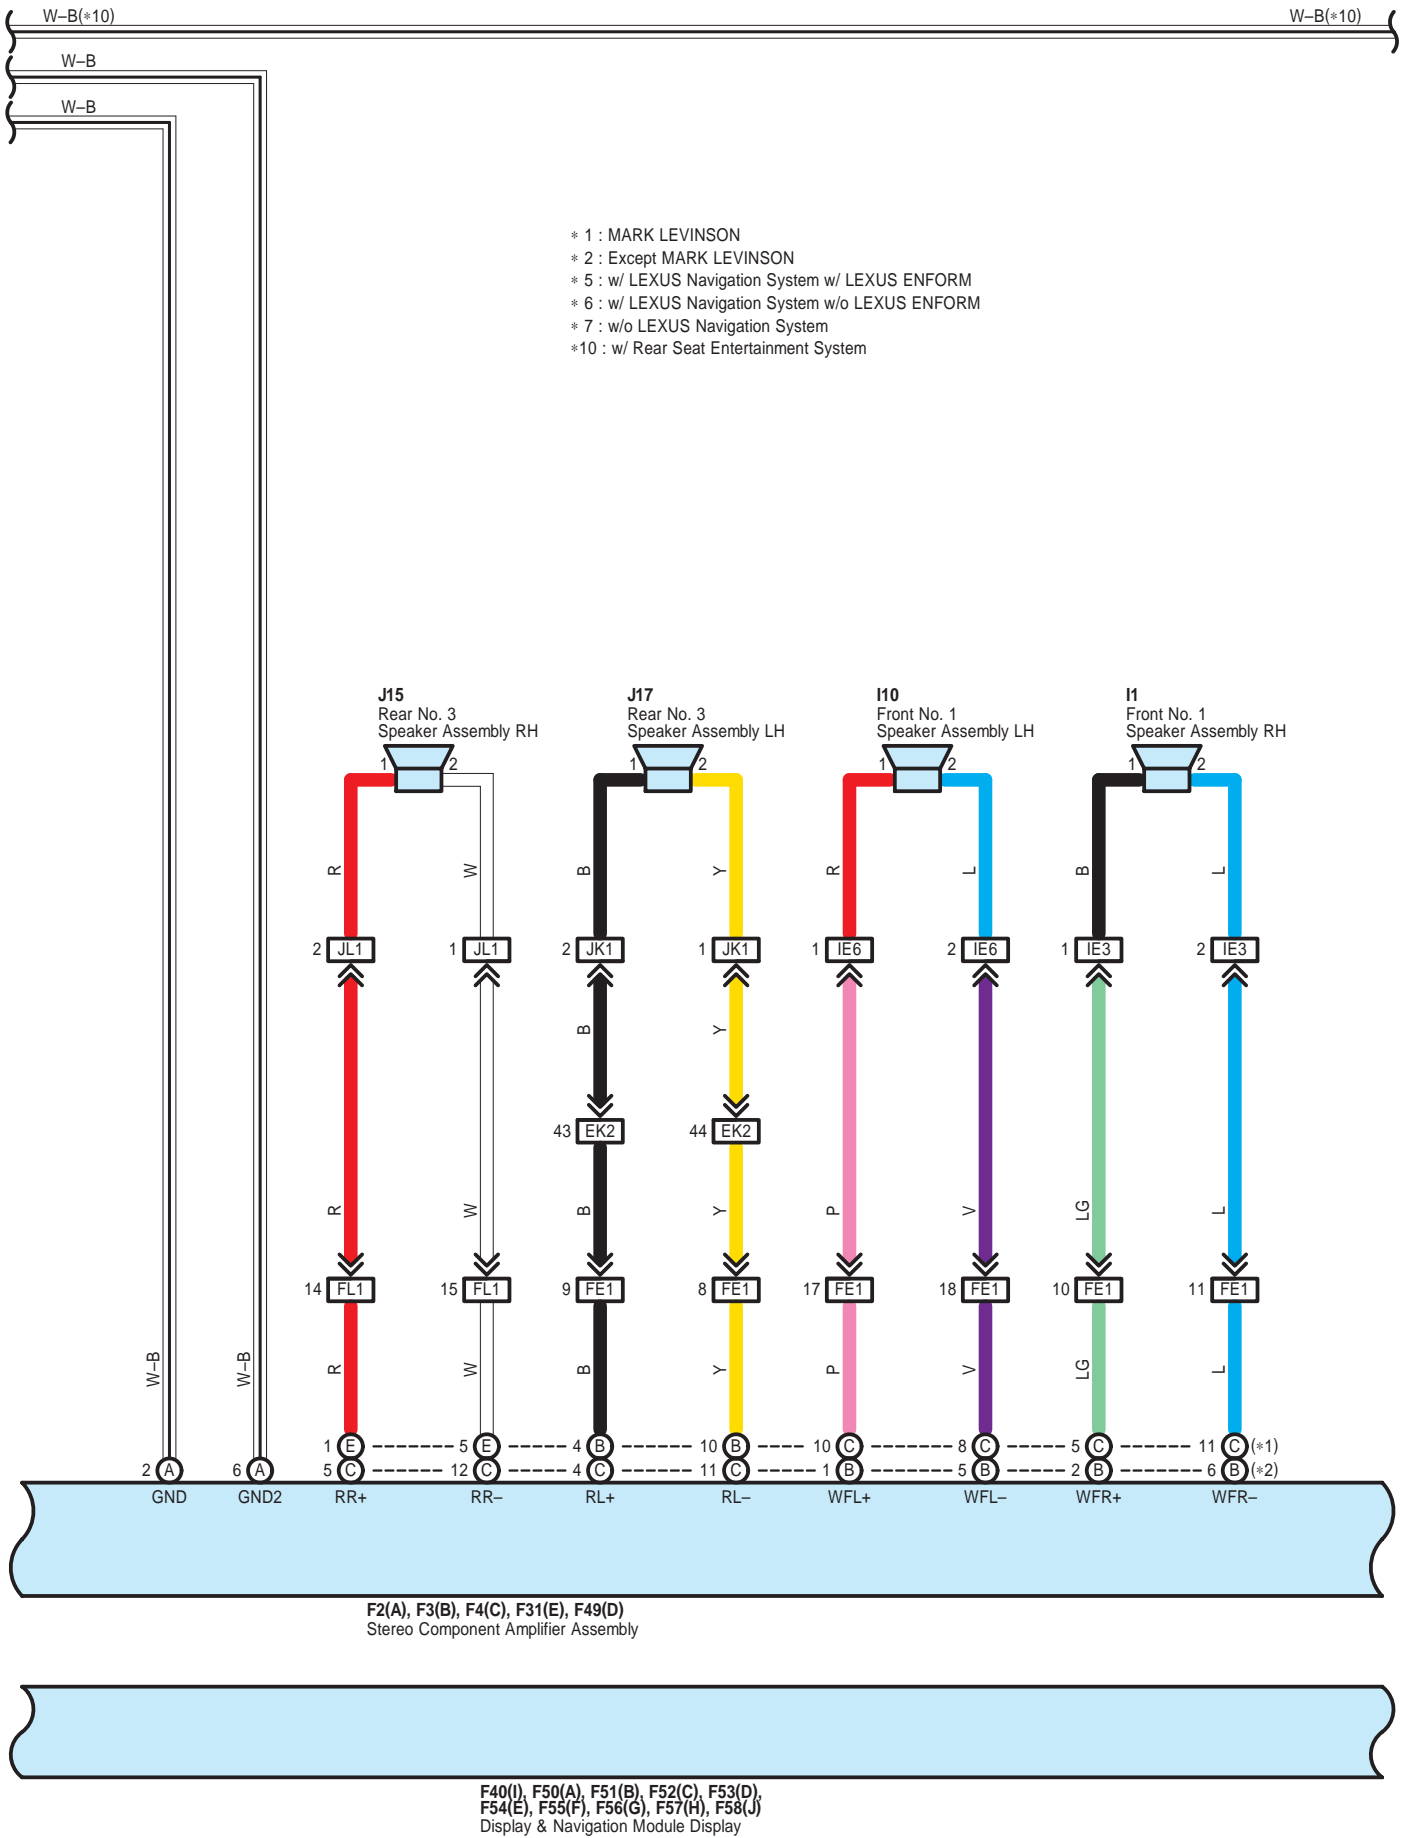 W–B(*10) W–B(*10)
W–B
W–B
* 1 : MARK LEVINSON
* 2 : Except MARK LEVINSON
* 5 : w/ LEXUS Navigation System w/ LEXUS ENFORM
* 6 : w/ LEXUS Navigation System w/o LEXUS ENFORM
* 7 : w/o LEXUS Navigation System
*10 : w/ Rear Seat Entertainment System
J15 J17 I10 I1
Rear No. 3 Rear No. 3 Front No. 1 Front No. 1
Speaker Assembly RH Speaker Assembly LH Speaker Assembly LH Speaker Assembly RH
1 2 1 2 1 2 1 2
R W B Y R L B L
2 JL1 1 JL1 2 JK1 1 JK1 1 IE6 2 IE6 1 IE3 2 IE3
B Y
43 EK2 44 EK2
R W B Y P V LG L
14 FL1 15 FL1 9 FE1 8 FE1 17 FE1 18 FE1 10 FE1 11 FE1
W–B W–B R W B Y P V LG L
1 E 5 E 4 B 10 B 10 C 8 C 5 C 11 C (*1)
2 A 6 A 5 C 12 C 4 C 11 C 1 B 5 B 2 B 6 B (*2)
GND GND2 RR+ RR– RL+ RL– WFL+ WFL– WFR+ WFR–
F2(A), F3(B), F4(C), F31(E), F49(D)
Stereo Component Amplifier Assembly
F40(I), F50(A), F51(B), F52(C), F53(D),
F54(E), F55(F), F56(G), F57(H), F58(J)
Display & Navigation Module Display